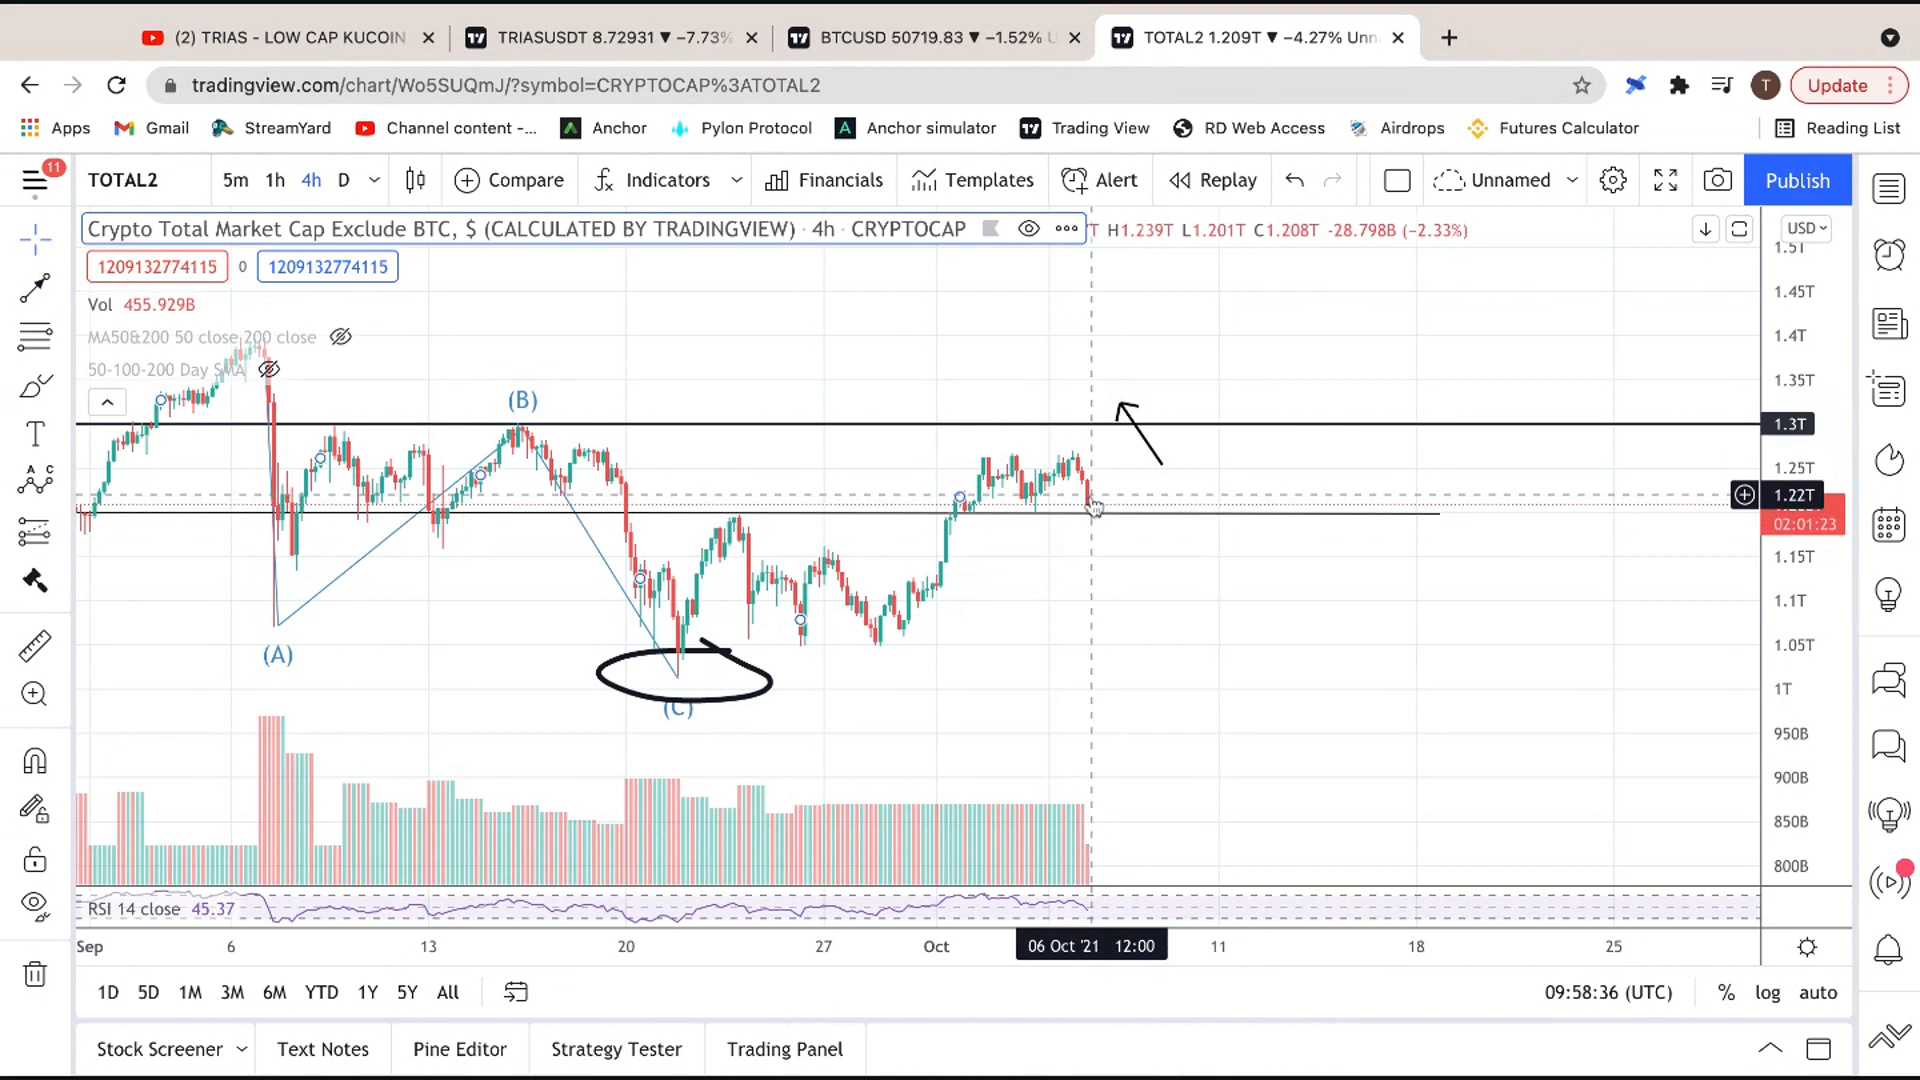 (2) TRIAS - LOW CAP KUCOIN
TRIASUSDT 8.72931 ▼ −7.73%
BTCUSD 50719.83 ▼ −1.52% U
TOTAL2 1.209T ▼ −4.27% Unn
tradingview.com/chart/Wo5SUQmJ/?symbol=CRYPTOCAP%3ATOTAL2
T
Update
Apps
Gmail
StreamYard
Channel content -...
Anchor
Pylon Protocol
Anchor simulator
Trading View
RD Web Access
Airdrops
Futures Calculator
Reading List
11
TOTAL2
5m 1h 4h D
Compare
Indicators
Financials
Templates
Alert
Replay
Unnamed
Publish
Crypto Total Market Cap Exclude BTC, $ (CALCULATED BY TRADINGVIEW) · 4h · CRYPTOCAP
T H1.239T L1.201T C1.208T -28.798B (−2.33%)
USD
1209132774115 0 1209132774115
Vol 455.929B
MA50&200 50 close 200 close
50-100-200 Day SMA
(A)
(B)
(C)
1.5T
1.45T
1.4T
1.35T
1.3T
1.25T
1.22T
02:01:23
1.15T
1.1T
1.05T
1T
950B
900B
850B
800B
RSI 14 close 45.37
Sep 6 13 20 27 Oct 06 Oct '21 12:00 11 18 25
1D 5D 1M 3M 6M YTD 1Y 5Y All
09:58:36 (UTC) % log auto
Stock Screener
Text Notes
Pine Editor
Strategy Tester
Trading Panel